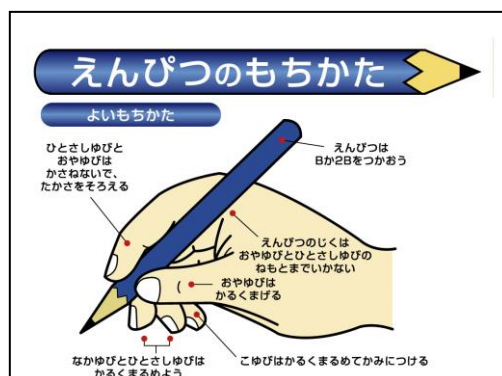 えんぴつのもちかた
よいもちかた
ひとさしゆびと
おやゆびは
かさねないで、
たかさをそろえる
えんぴつは
Bか2Bをつかおう
えんぴつのじくは
おやゆびとひとさしゆびの
ねもとまでいかない
おやゆびは
かるくまげる
なかゆびとひとさしゆびは
かるくまるめよう
こゆびはかるくまるめてかみにつける